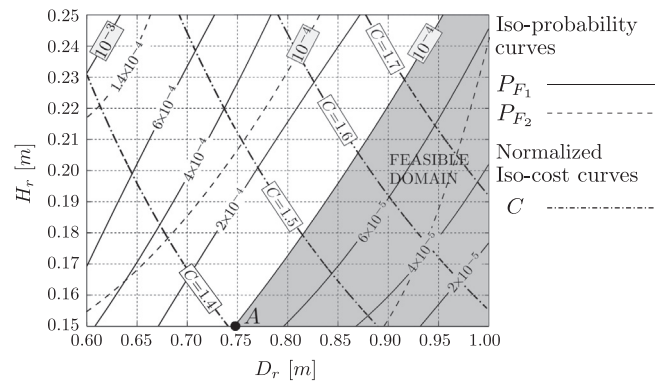 0.25
0.24
0.23
0.22
0.21
0.20
0.19
0.18
0.17
0.16
0.15
H_r [m]
0.60
0.65
0.70
0.75
0.80
0.85
0.90
0.95
1.00
D_r [m]
10⁻³
1.4×10⁻⁴
6×10⁻⁴
4×10⁻⁴
2×10⁻⁴
10⁻⁴
10⁻⁴
C=1.7
C=1.6
C=1.5
C=1.4
FEASIBLE
DOMAIN
6×10⁻⁵
4×10⁻⁵
2×10⁻⁵
A
Iso-probability
curves
P_{F_1}
P_{F_2}
Normalized
Iso-cost curves
C